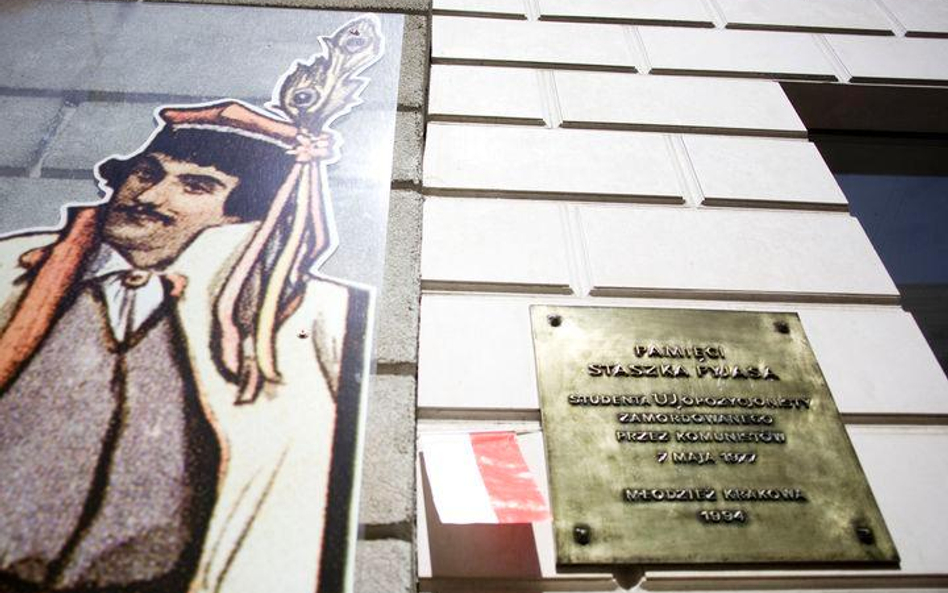 PAMIĘCI
STASZKA PYJASA
STUDENTA UJ, OPOZYCJONISTY
ZAMORDOWANEGO
PRZEZ KOMUNISTÓW
7 MAJA 1977
MŁODZIEŻ KRAKOWA
1994